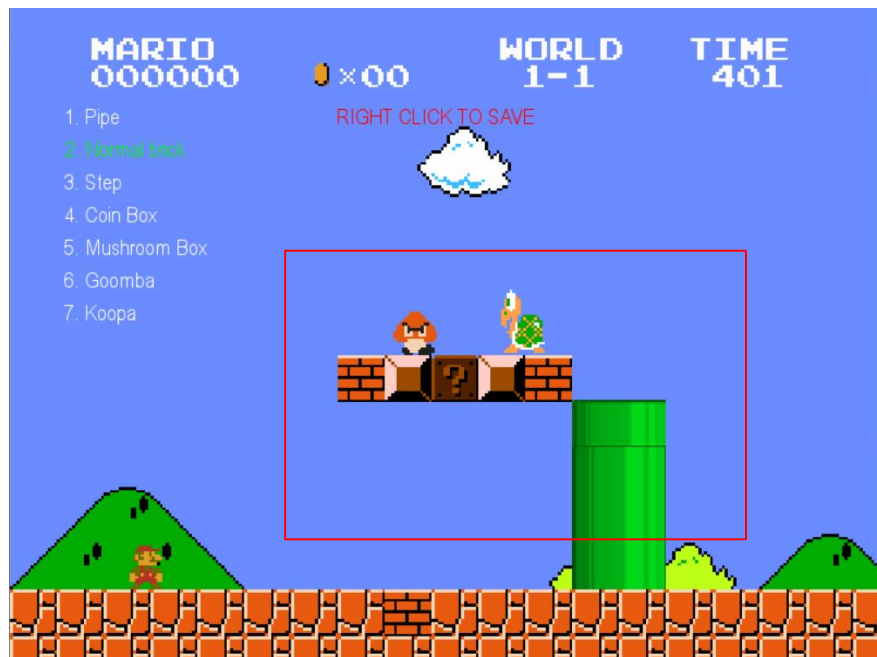 MARIO WORLD TIME
000000 ×00 1-1 401
RIGHT CLICK TO SAVE
1. Pipe
2. Normal brick
3. Step
4. Coin Box
5. Mushroom Box
6. Goomba
7. Koopa
?